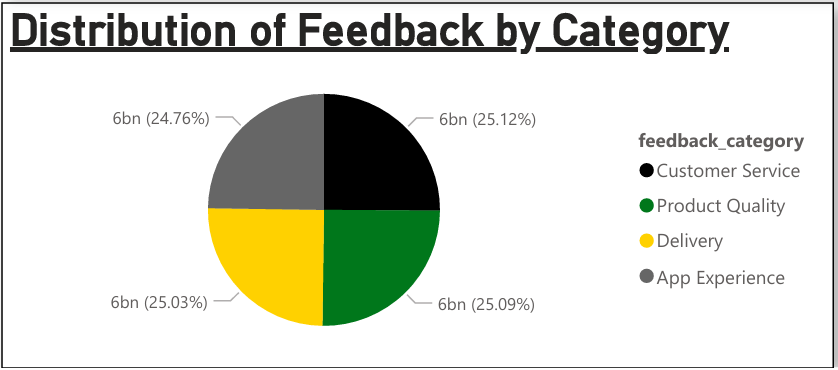 Distribution of Feedback by Category
6bn (24.76%)
6bn (25.12%)
6bn (25.03%)
6bn (25.09%)
feedback_category
Customer Service
Product Quality
Delivery
App Experience